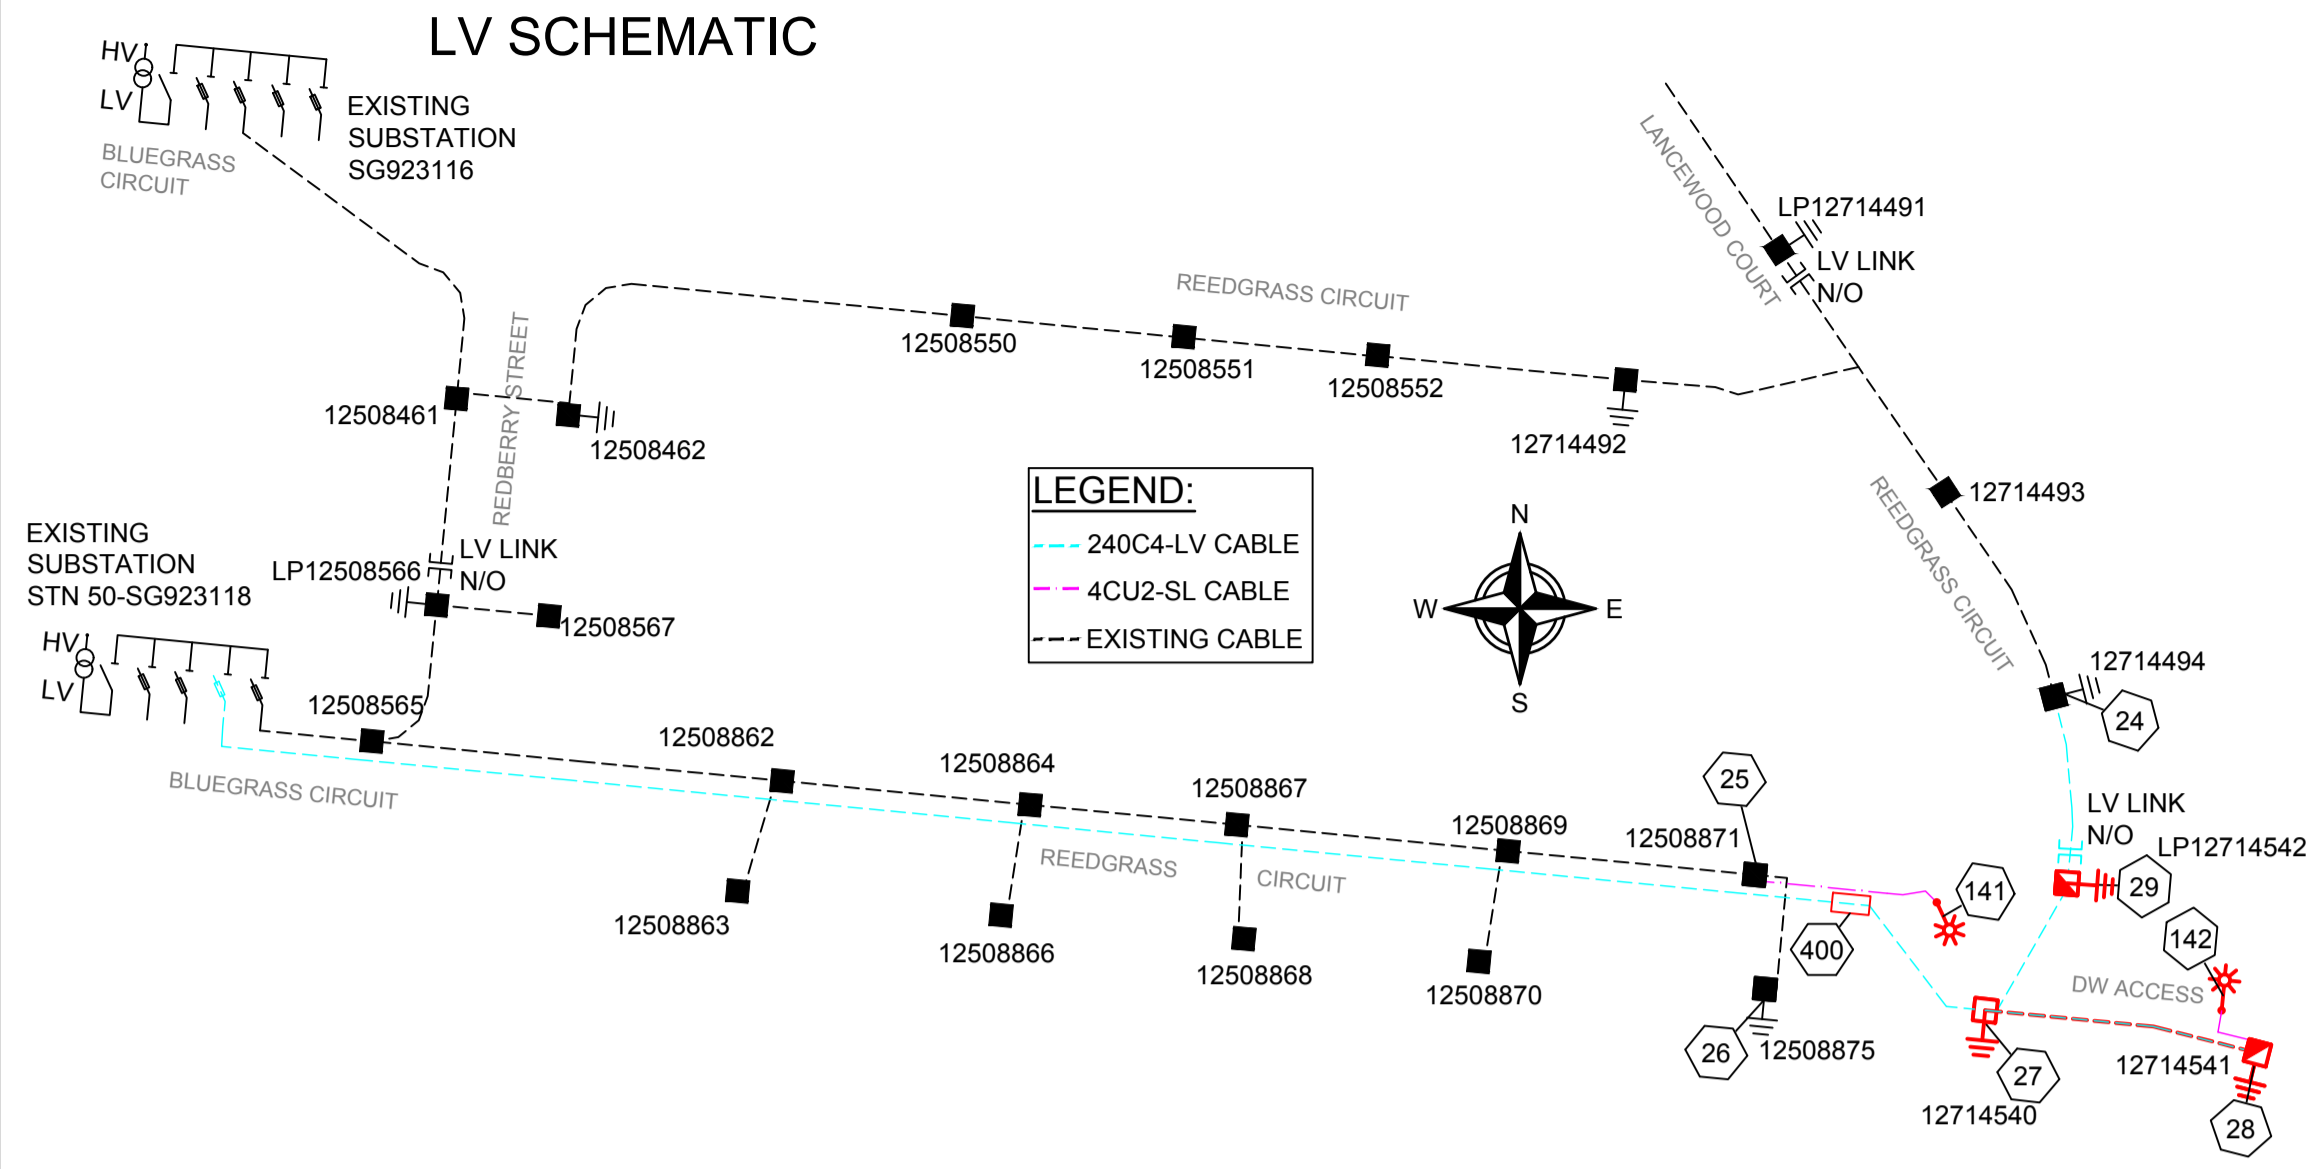 LV SCHEMATIC
HV
LV
EXISTING
SUBSTATION
SG923116
BLUEGRASS
CIRCUIT
LANCEWOOD COURT
LP12714491
LV LINK
N/O
REEDGRASS CIRCUIT
12508550
12508551
12508552
12714492
REDBERRY STREET
12508461
12508462
LEGEND:
240C4-LV CABLE
4CU2-SL CABLE
EXISTING CABLE
N
W
E
S
12714493
REEDGRASS CIRCUIT
EXISTING
SUBSTATION
STN 50-SG923118
LP12508566
LV LINK
N/O
12508567
HV
LV
12508565
BLUEGRASS CIRCUIT
12508862
12508864
12508867
12508869
12508871
25
12714494
24
LV LINK
N/O
LP12714542
29
141
142
REEDGRASS
CIRCUIT
12508863
12508866
12508868
12508870
400
DW ACCESS
26
12508875
27
12714540
12714541
28